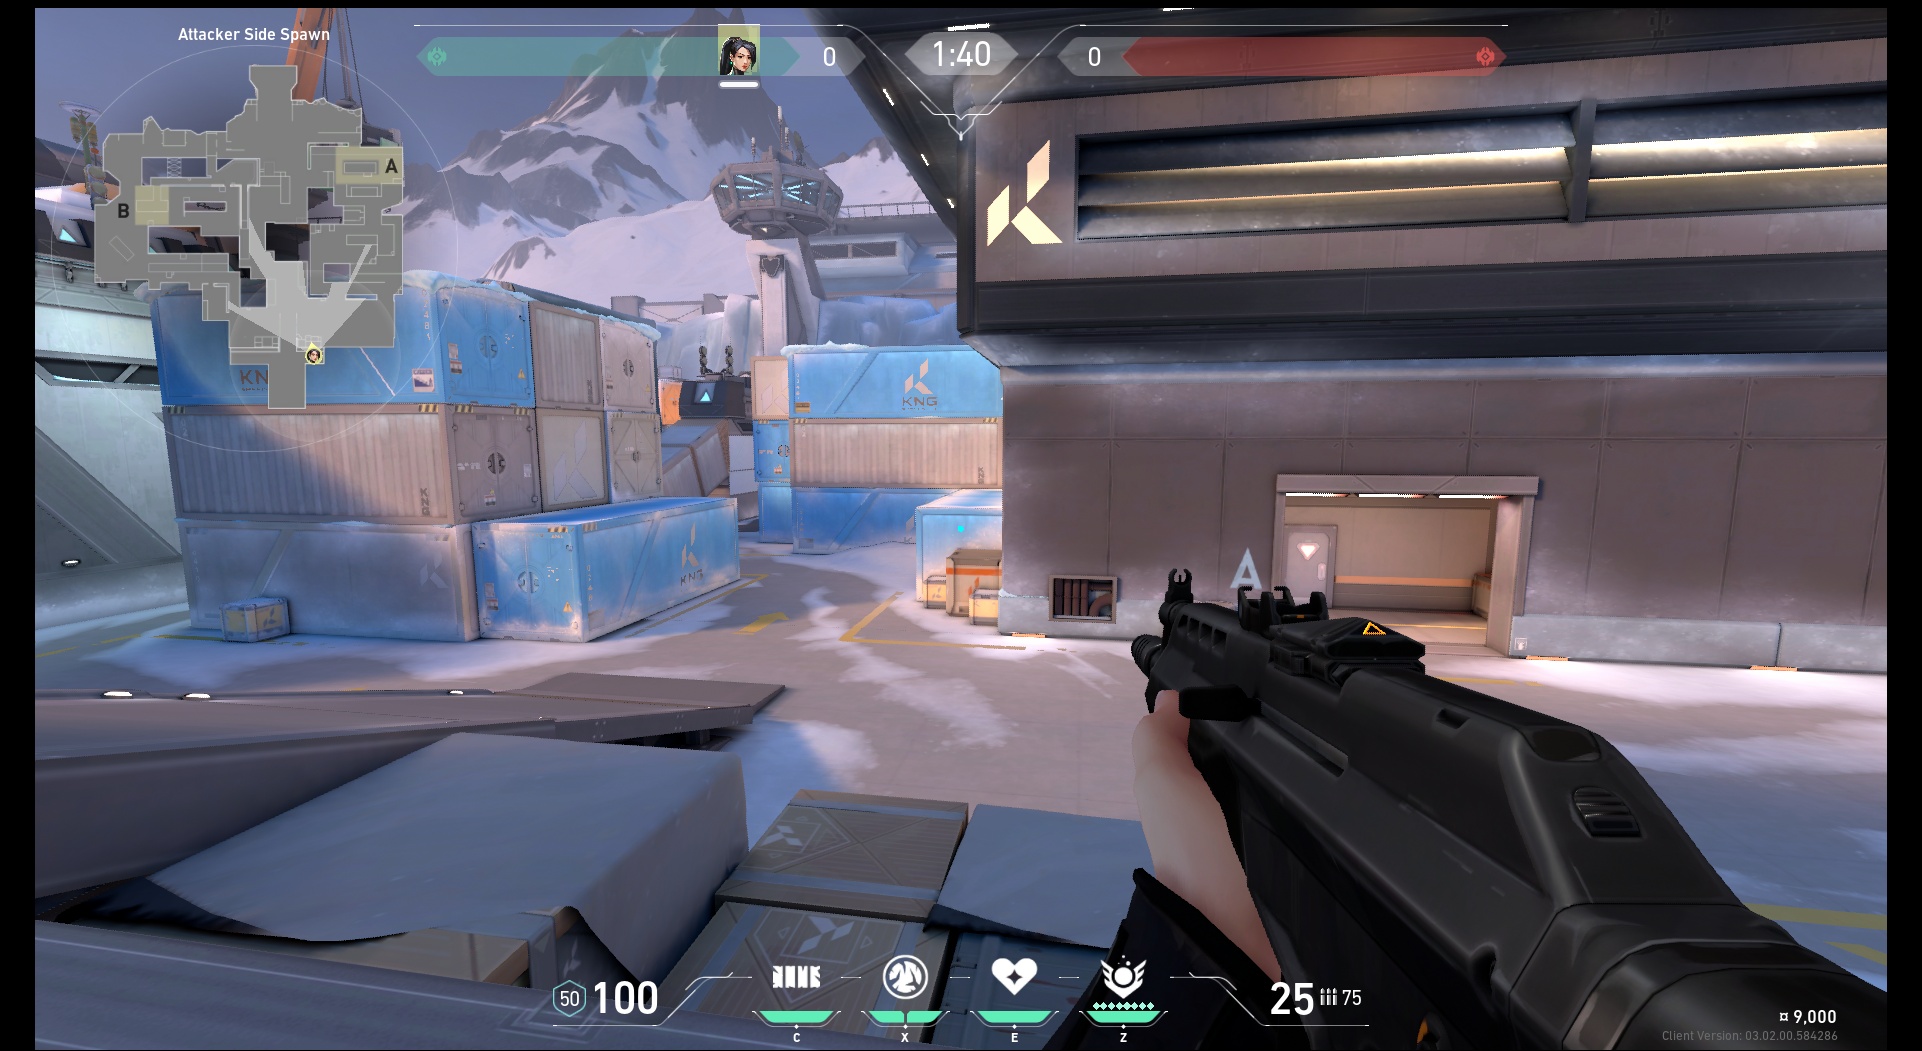 Attacker Side Spawn
0
1:40
0
A
B
KN
KNG
KNG
KNG
A
50
100
25
75
C
X
E
Z
¤ 9,000
Client Version: 03.02.00.584286